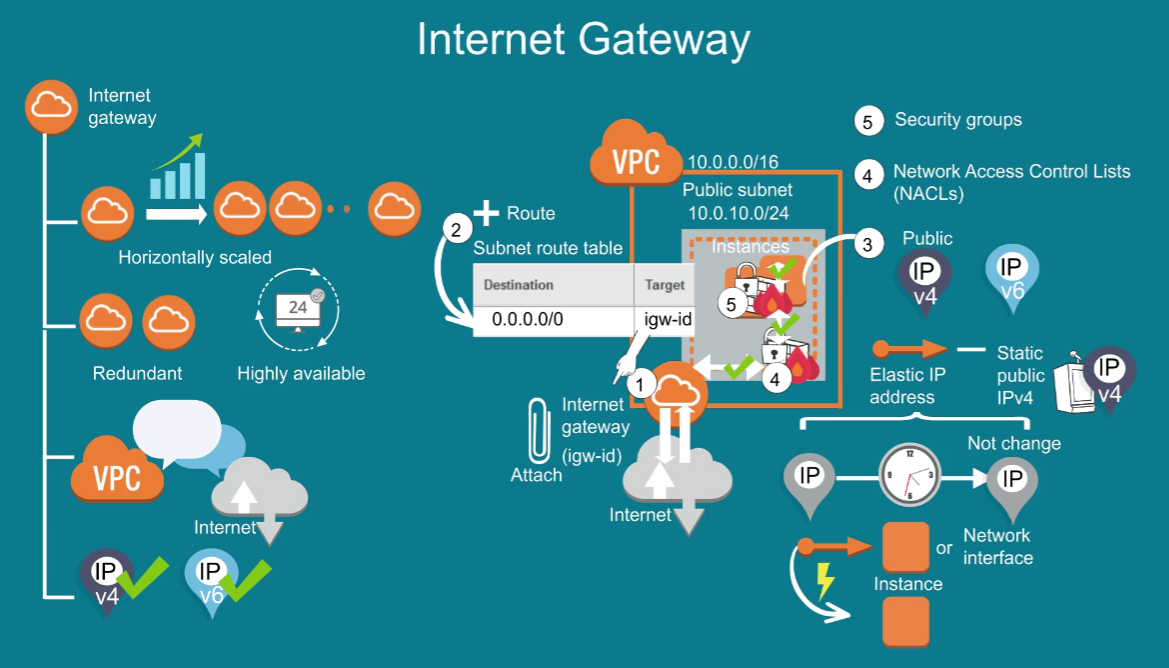 Internet Gateway
Internet
gateway
Horizontally scaled
24
Redundant
Highly available
VPC
Internet
IP
v4
IP
v6
VPC
10.0.0.0/16
Public subnet
10.0.10.0/24
Instances
2
Route
Subnet route table
Destination
Target
0.0.0.0/0
igw-id
5
4
1
Internet
gateway
(igw-id)
Attach
Internet
5
Security groups
4
Network Access Control Lists
(NACLs)
3
Public
IP
v4
IP
v6
Elastic IP
address
Static
public
IPv4
IP
v4
Not change
IP
12
9
3
6
IP
or
Network
interface
Instance